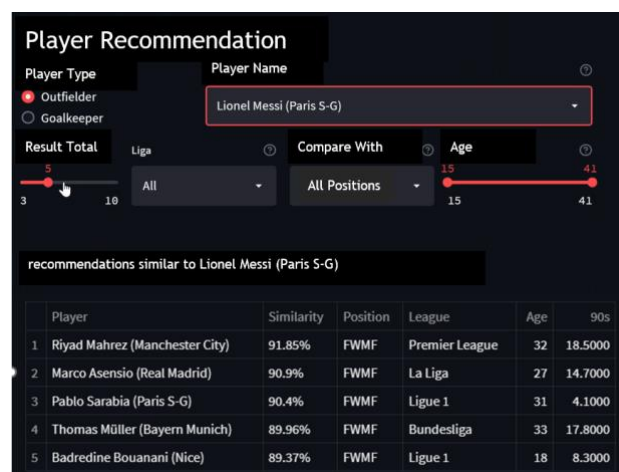 Player Recommendation
Player Type
Player Name
Outfielder
Goalkeeper
Lionel Messi (Paris S-G)
Result Total
Liga
Compare With
Age
5
15 41
3 10
All
All Positions
15 41
recommendations similar to Lionel Messi (Paris S-G)
Player Similarity Position League Age 90s
1 Riyad Mahrez (Manchester City) 91.85% FWMF Premier League 32 18.5000
2 Marco Asensio (Real Madrid) 90.9% FWMF La Liga 27 14.7000
3 Pablo Sarabia (Paris S-G) 90.4% FWMF Ligue 1 31 4.1000
4 Thomas Müller (Bayern Munich) 89.96% FWMF Bundesliga 33 17.8000
5 Badredine Bouanani (Nice) 89.37% FWMF Ligue 1 18 8.3000